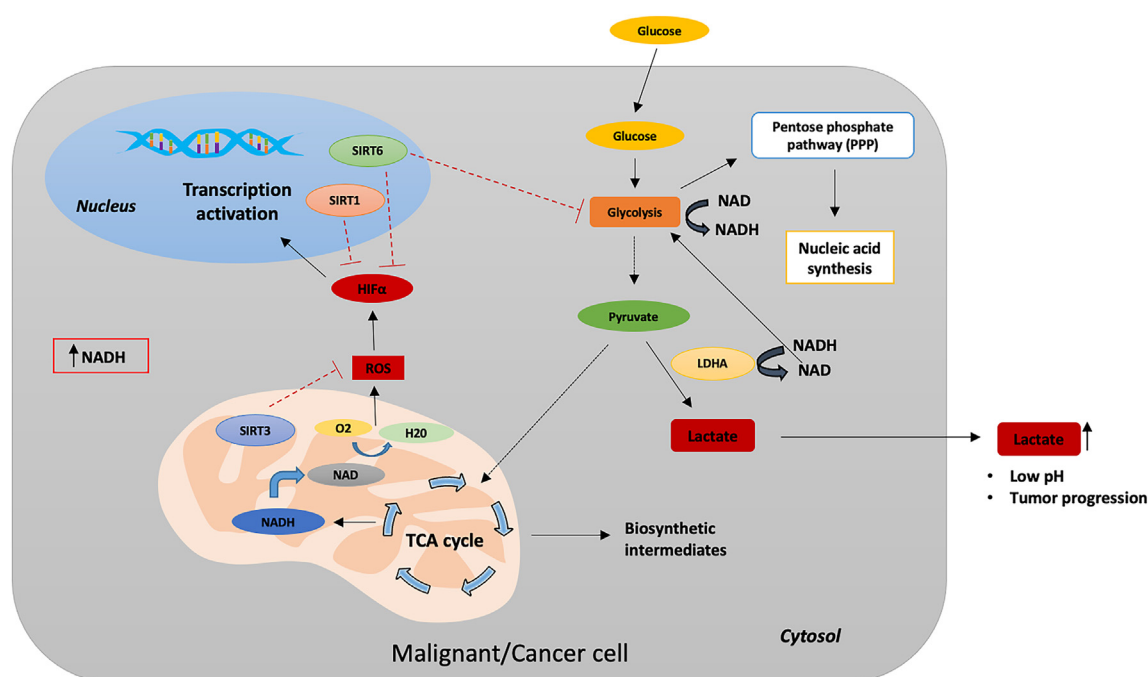 Glucose
Glucose
Pentose phosphate
pathway (PPP)
SIRT6
Transcription
activation
Nucleus
SIRT1
Glycolysis
NAD
NADH
Nucleic acid
synthesis
HIFα
Pyruvate
NADH
LDHA
NAD
NADH
ROS
SIRT3
O2
H20
Lactate
Lactate
NAD
• Low pH
• Tumor progression
NADH
TCA cycle
Biosynthetic
intermediates
Cytosol
Malignant/Cancer cell